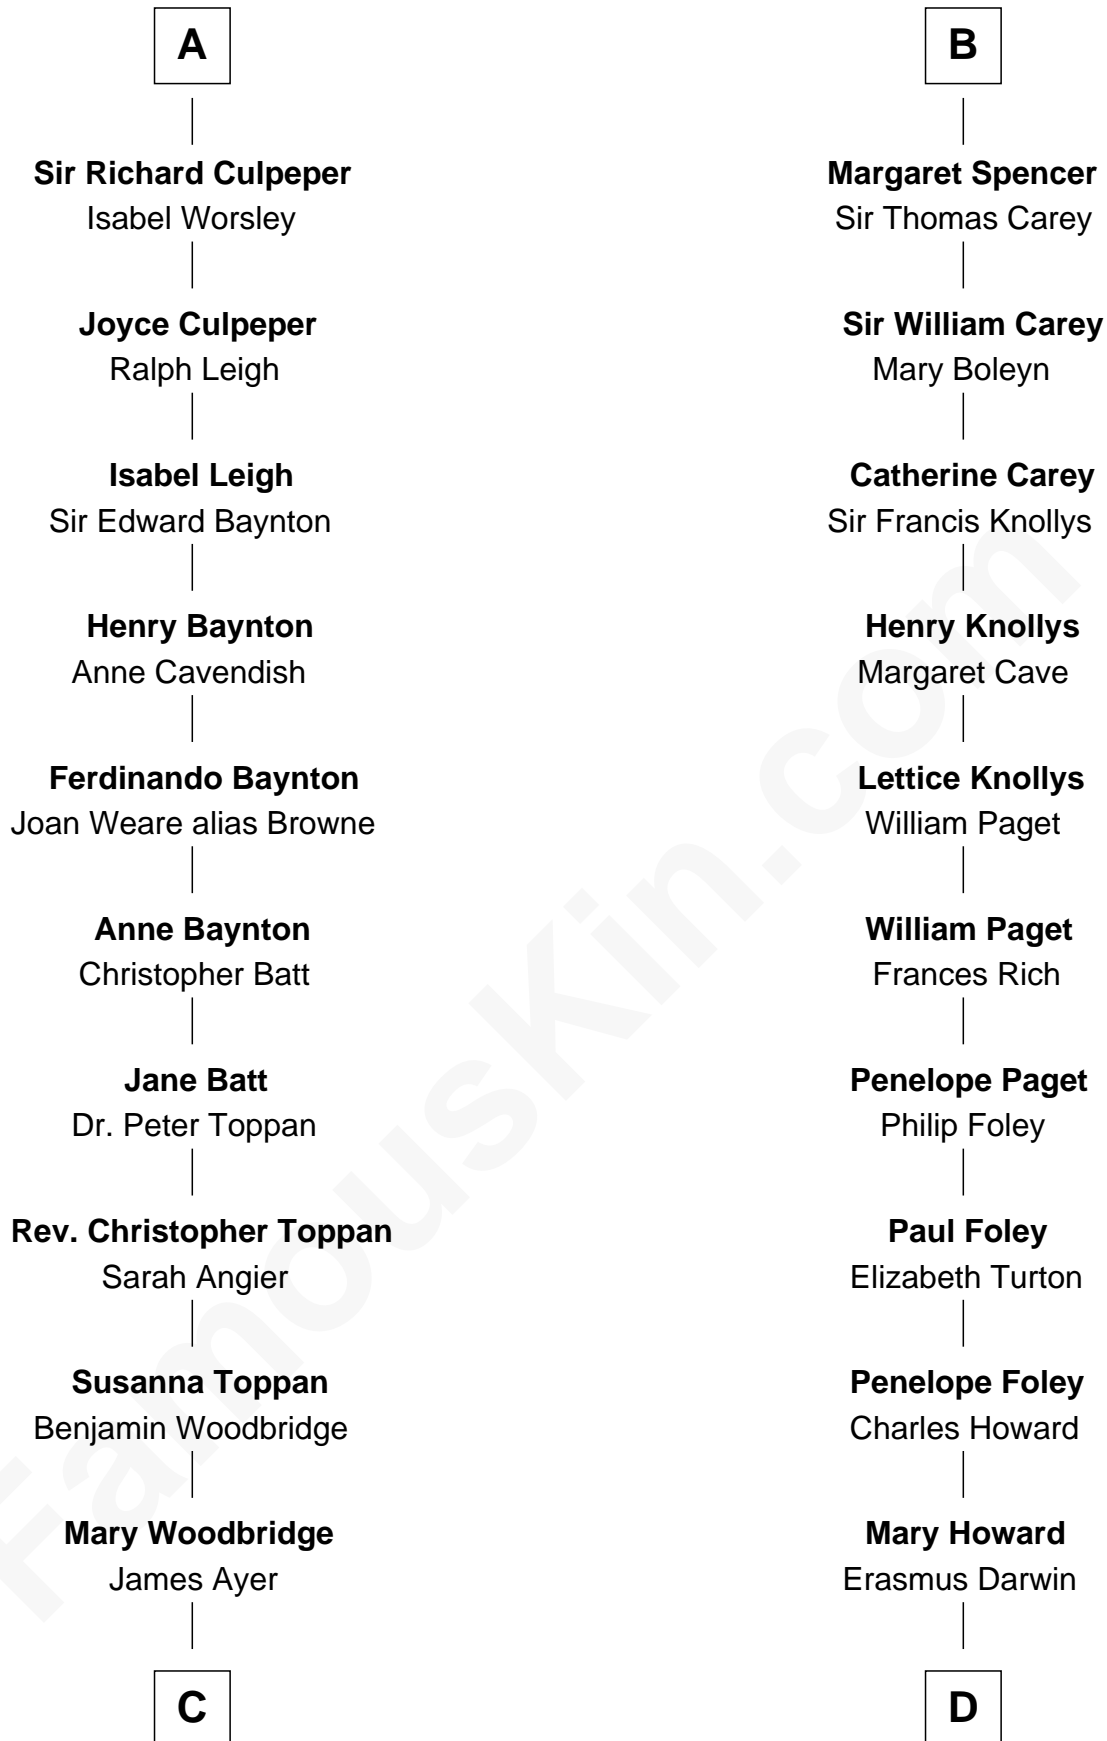 A
Sir Richard Culpeper
Isabel Worsley
Joyce Culpeper
Ralph Leigh
Isabel Leigh
Sir Edward Baynton
Henry Baynton
Anne Cavendish
Ferdinando Baynton
Joan Weare alias Browne
Anne Baynton
Christopher Batt
Jane Batt
Dr. Peter Toppan
Rev. Christopher Toppan
Sarah Angier
Susanna Toppan
Benjamin Woodbridge
Mary Woodbridge
James Ayer
C
B
Margaret Spencer
Sir Thomas Carey
Sir William Carey
Mary Boleyn
Catherine Carey
Sir Francis Knollys
Henry Knollys
Margaret Cave
Lettice Knollys
William Paget
William Paget
Frances Rich
Penelope Paget
Philip Foley
Paul Foley
Elizabeth Turton
Penelope Foley
Charles Howard
Mary Howard
Erasmus Darwin
D
FamousKin.com